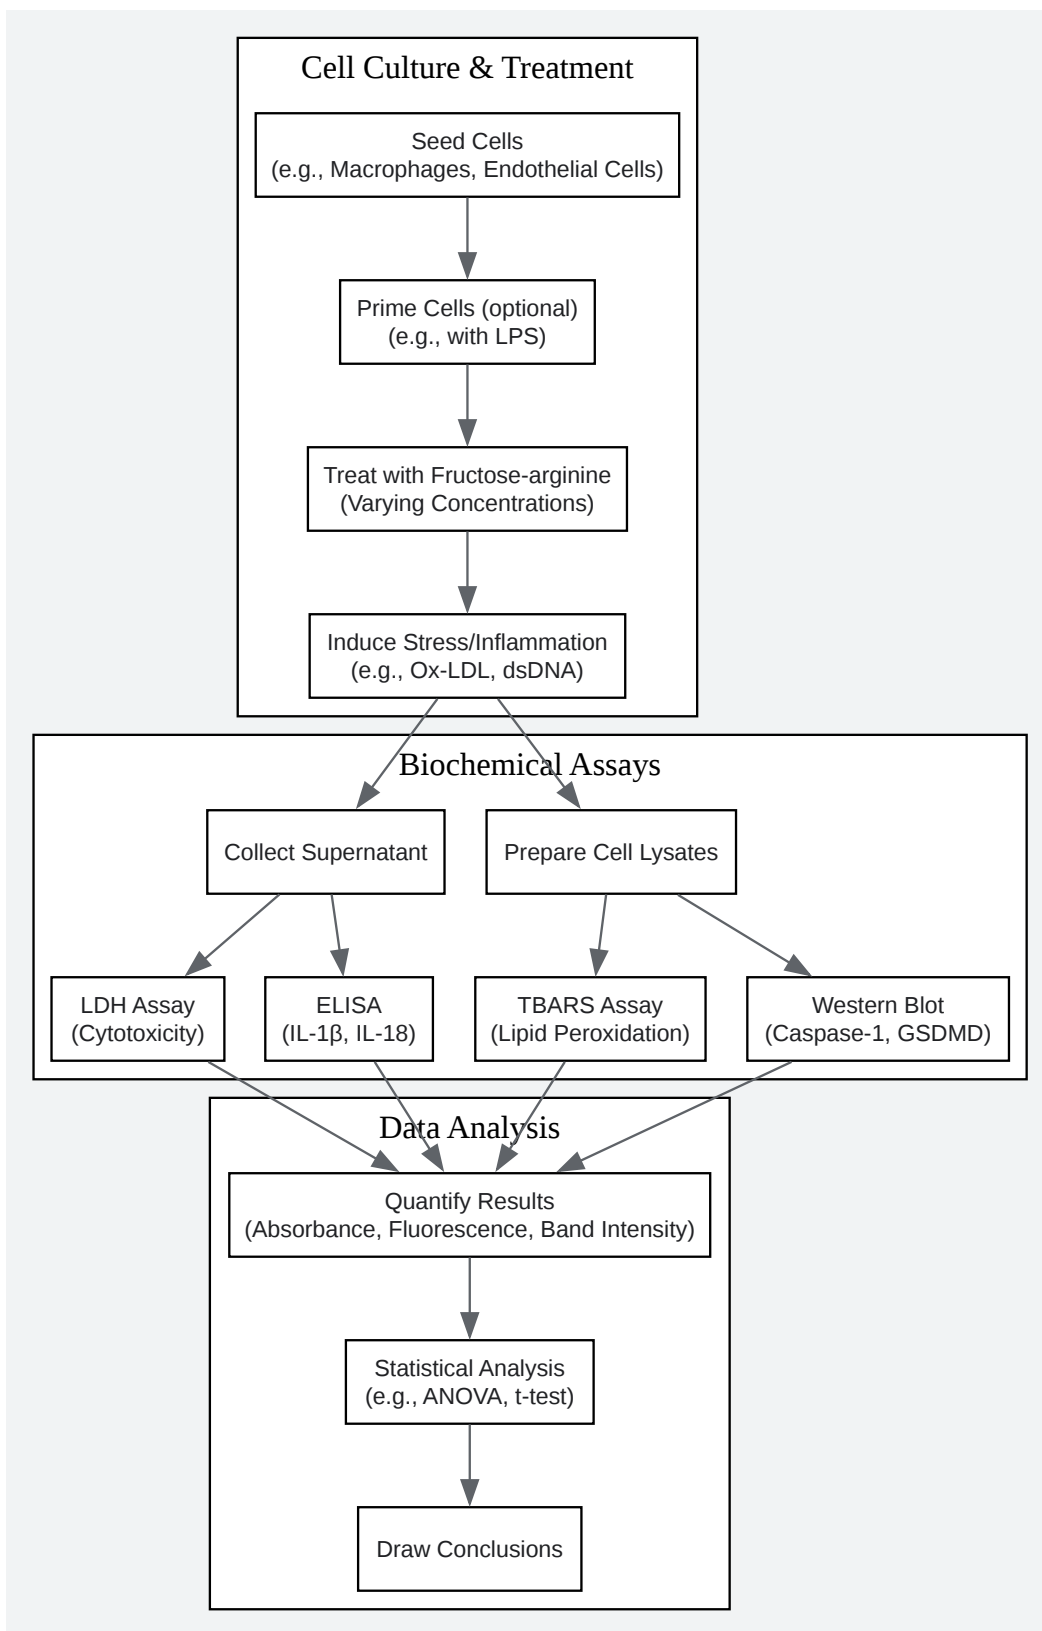 Cell Culture & Treatment
Seed Cells
(e.g., Macrophages, Endothelial Cells)
Prime Cells (optional)
(e.g., with LPS)
Treat with Fructose-arginine
(Varying Concentrations)
Induce Stress/Inflammation
(e.g., Ox-LDL, dsDNA)
Biochemical Assays
Collect Supernatant
Prepare Cell Lysates
LDH Assay
(Cytotoxicity)
ELISA
(IL-1β, IL-18)
TBARS Assay
(Lipid Peroxidation)
Western Blot
(Caspase-1, GSDMD)
Data Analysis
Quantify Results
(Absorbance, Fluorescence, Band Intensity)
Statistical Analysis
(e.g., ANOVA, t-test)
Draw Conclusions